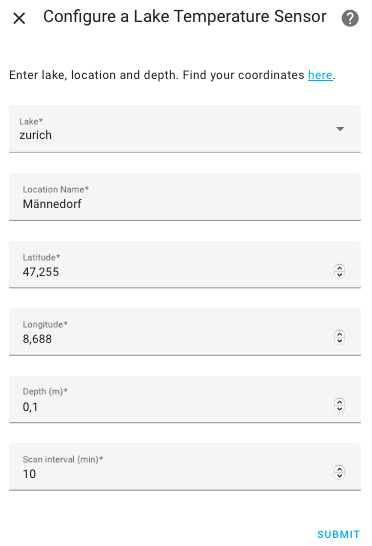 Configure a Lake Temperature Sensor
Enter lake, location and depth. Find your coordinates here.
Lake*
zurich
Location Name*
Männedorf
Latitude*
47,255
Longitude*
8,688
Depth (m)*
0,1
Scan interval (min)*
10
SUBMIT